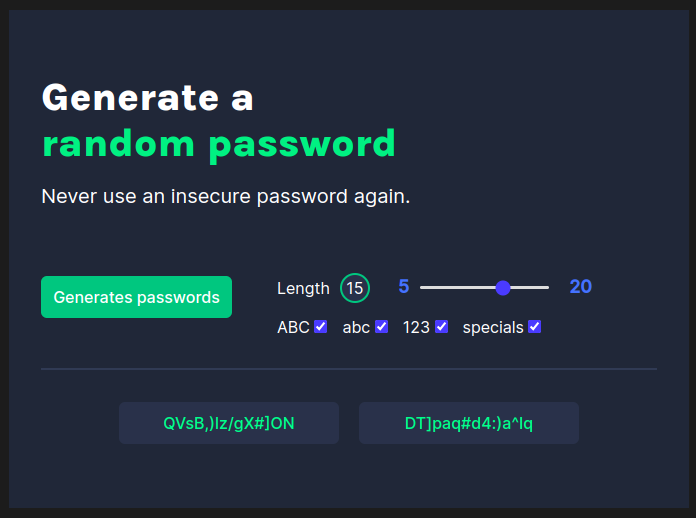 Generate a
random password
Never use an insecure password again.
Generates passwords
Length 15 5 20
ABC abc 123 specials
QVsB,)lz/gX#]ON DT]paq#d4:)a^lq